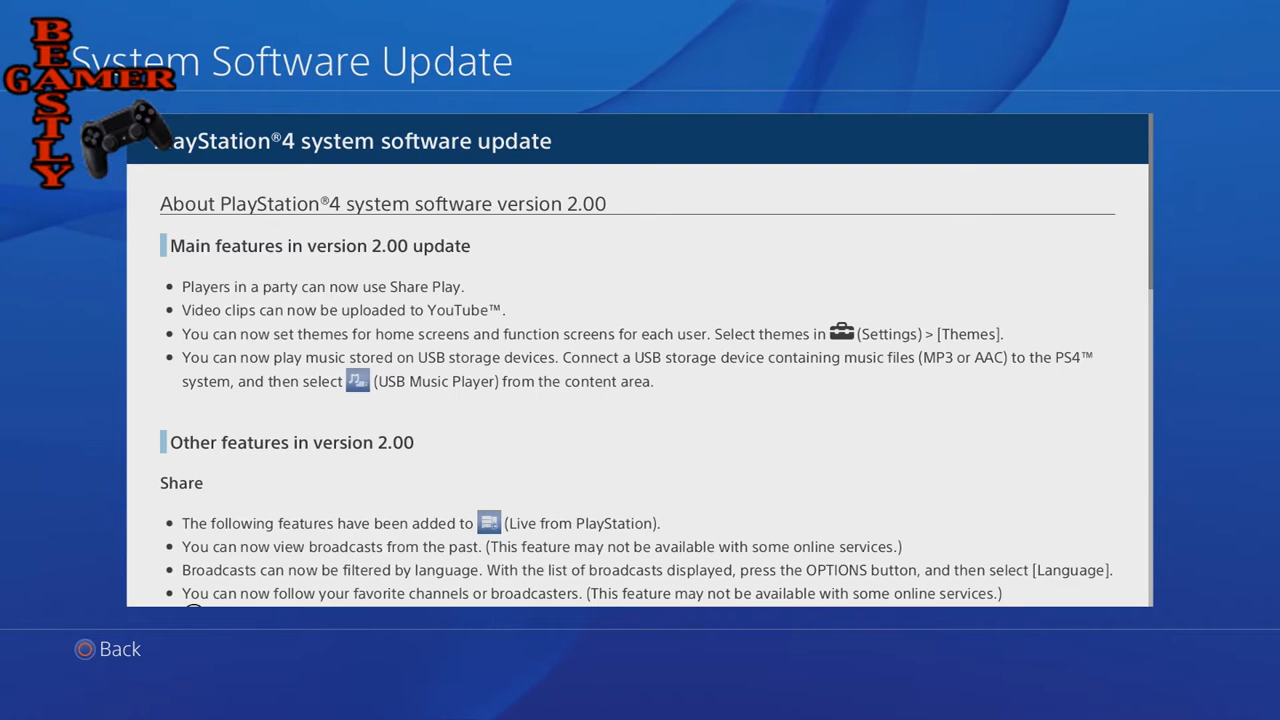 BEASTLY
GAMER
System Software Update
PlayStation®4 system software update
About PlayStation®4 system software version 2.00
Main features in version 2.00 update
• Players in a party can now use Share Play.
• Video clips can now be uploaded to YouTube™.
• You can now set themes for home screens and function screens for each user. Select themes in (Settings) > [Themes].
• You can now play music stored on USB storage devices. Connect a USB storage device containing music files (MP3 or AAC) to the PS4™
system, and then select (USB Music Player) from the content area.
Other features in version 2.00
Share
• The following features have been added to (Live from PlayStation).
• You can now view broadcasts from the past. (This feature may not be available with some online services.)
• Broadcasts can now be filtered by language. With the list of broadcasts displayed, press the OPTIONS button, and then select [Language].
• You can now follow your favorite channels or broadcasters. (This feature may not be available with some online services.)
Back